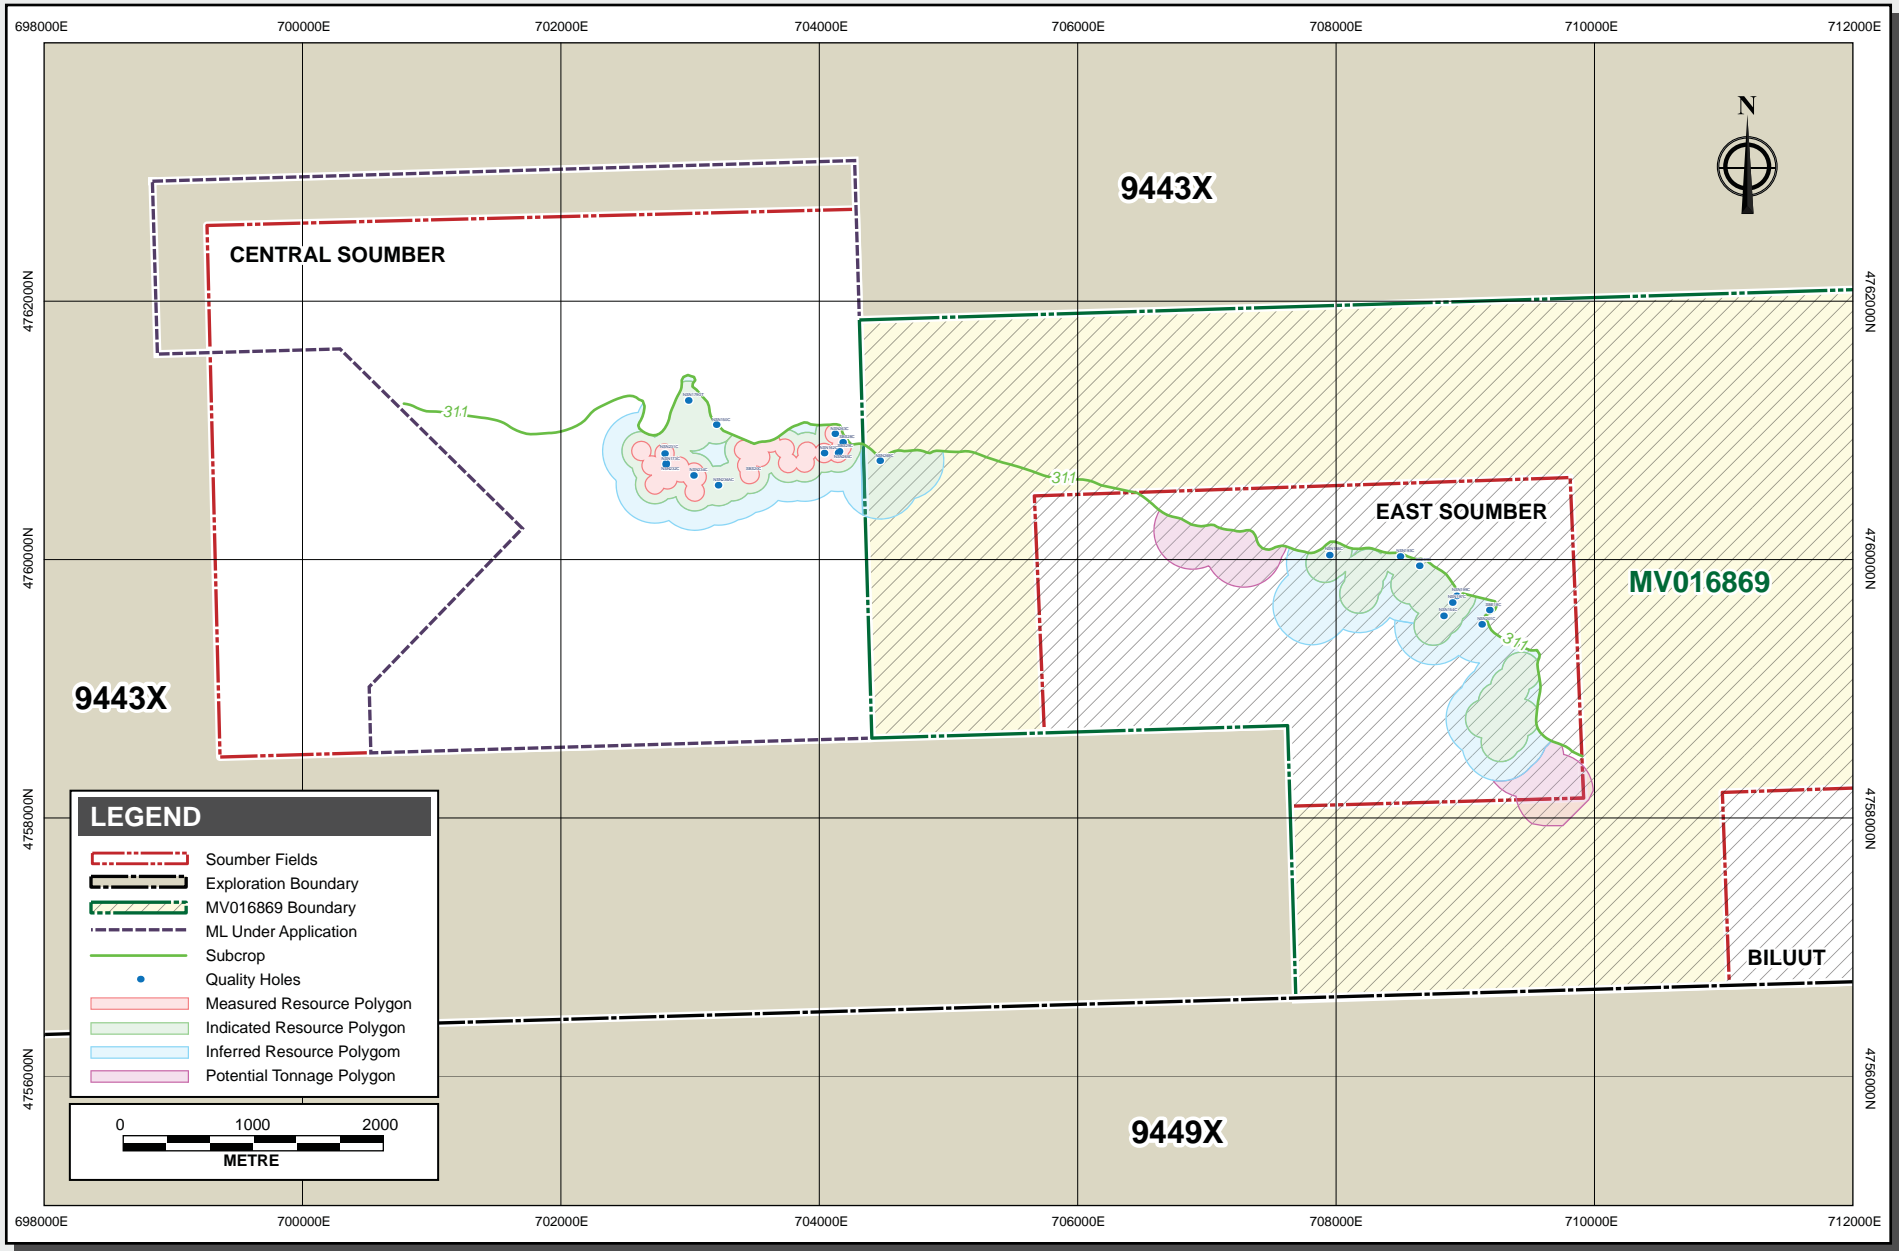 698000E 700000E 702000E 704000E 706000E 708000E 710000E 712000E
N
9443X
CENTRAL SOUMBER
4762000N
4762000N
311
311
EAST SOUMBER
4760000N
4760000N
MV016869
311
9443X
4758000N
4758000N
LEGEND
Soumber Fields
Exploration Boundary
MV016869 Boundary
ML Under Application
Subcrop
Quality Holes
Measured Resource Polygon
Indicated Resource Polygon
Inferred Resource Polygom
Potential Tonnage Polygon
BILUUT
4756000N
4756000N
0 1000 2000
METRE
9449X
698000E 700000E 702000E 704000E 706000E 708000E 710000E 712000E